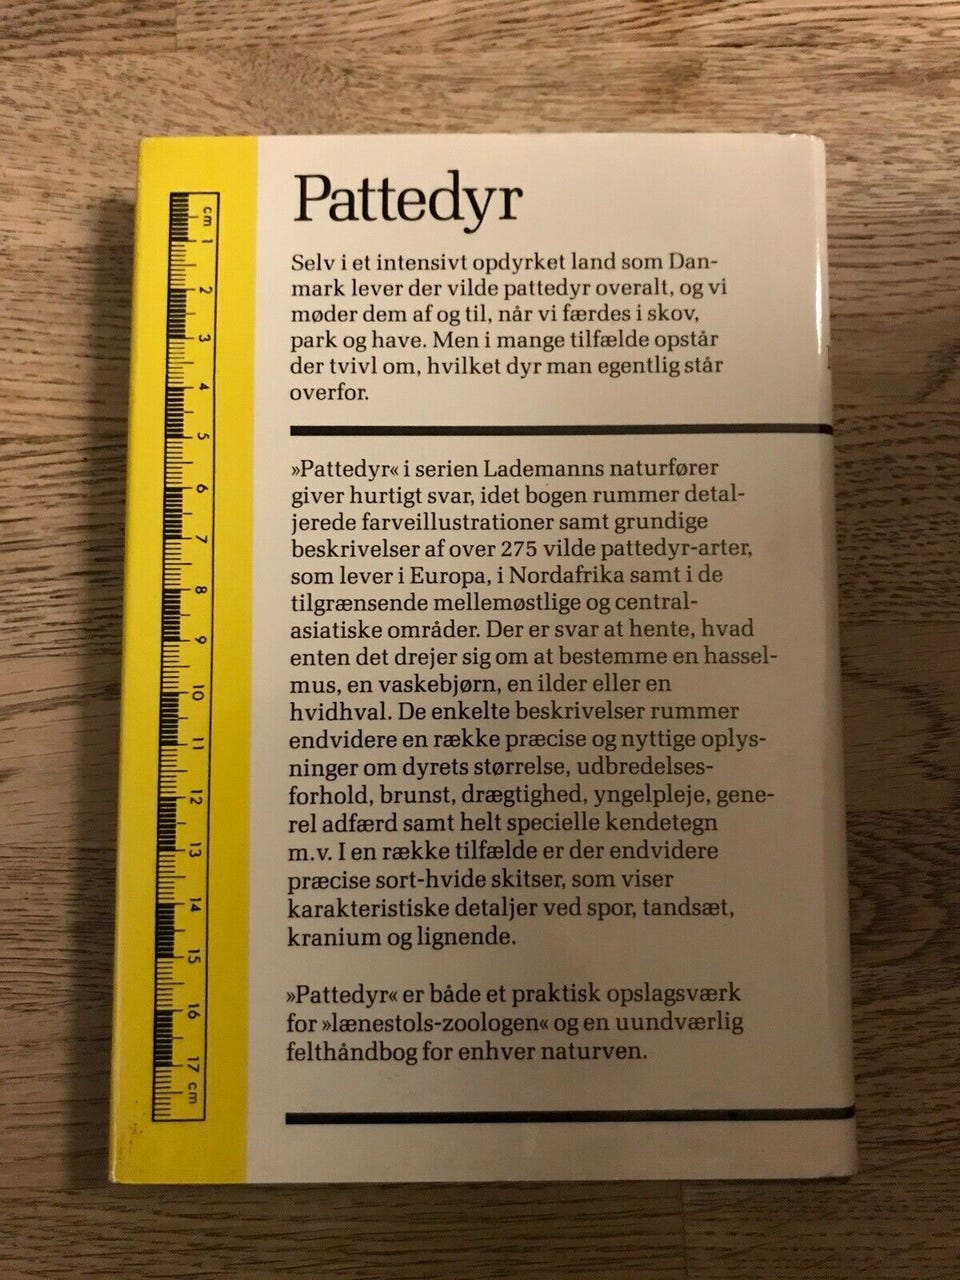 Pattedyr
Selv i et intensivt opdyrket land som Dan-
mark lever der vilde pattedyr overalt, og vi
møder dem af og til, når vi færdes i skov,
park og have. Men i mange tilfælde opstår
der tvivl om, hvilket dyr man egentlig står
overfor.
»Pattedyr« i serien Lademanns naturfører
giver hurtigt svar, idet bogen rummer detal-
jerede farveillustrationer samt grundige
beskrivelser af over 275 vilde pattedyr-arter,
som lever i Europa, i Nordafrika samt i de
tilgrænsende mellemøstlige og central-
asiatiske områder. Der er svar at hente, hvad
enten det drejer sig om at bestemme en hassel-
mus, en vaskebjørn, en ilder eller en
hvidhval. De enkelte beskrivelser rummer
endvidere en række præcise og nyttige oplys-
ninger om dyrets størrelse, udbredelses-
forhold, brunst, drægtighed, yngelpleje, gene-
rel adfærd samt helt specielle kendetegn
m.v. I en række tilfælde er der endvidere
præcise sort-hvide skitser, som viser
karakteristiske detaljer ved spor, tandsæt,
kranium og lignende.
»Pattedyr« er både et praktisk opslagsværk
for »lænestols-zoologen« og en uundværlig
felthåndbog for enhver naturven.
cm 1 2 3 4 5 6 7 8 9 10 11 12 13 14 15 16 17 cm